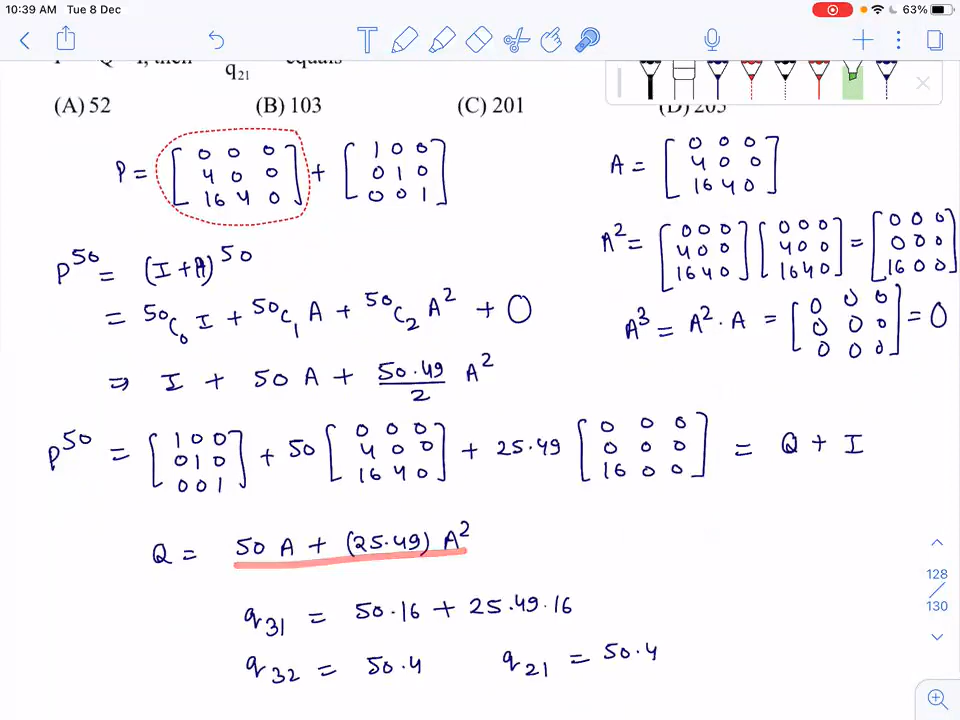 10:39 AM Tue 8 Dec 63%
q21 equals
(A) 52 (B) 103 (C) 201 (D) 205
P = [0 0 0 4 0 0 16 4 0] + [1 0 0 0 1 0 0 0 1]
A = [0 0 0 4 0 0 16 4 0]
A² = [0 0 0 4 0 0 16 4 0] [0 0 0 4 0 0 16 4 0] = [0 0 0 0 0 0 16 0 0]
A³ = A² · A = [0 0 0 0 0 0 0 0 0] = 0
P⁵⁰ = (I + A)⁵⁰
= ⁵⁰C₀ I + ⁵⁰C₁ A + ⁵⁰C₂ A² + 0
⇒ I + 50 A + 50·49/2 A²
P⁵⁰ = [1 0 0 0 1 0 0 0 1] + 50 [0 0 0 4 0 0 16 4 0] + 25·49 [0 0 0 0 0 0 16 0 0] = Q + I
Q = 50 A + (25·49) A²
q31 = 50·16 + 25·49·16
q32 = 50·4 q21 = 50·4
128
130